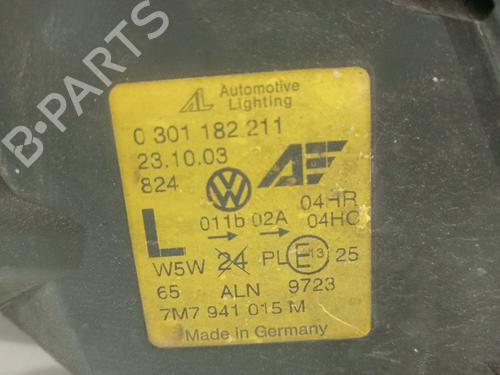 AL Automotive Lighting
0 301 182 211
23.10.03
824
04HR
011b 02A 04HC
L
W5W 24 PL E 13 25
65 ALN 9723
7M7 941 015 M
Made in Germany
B PARTS